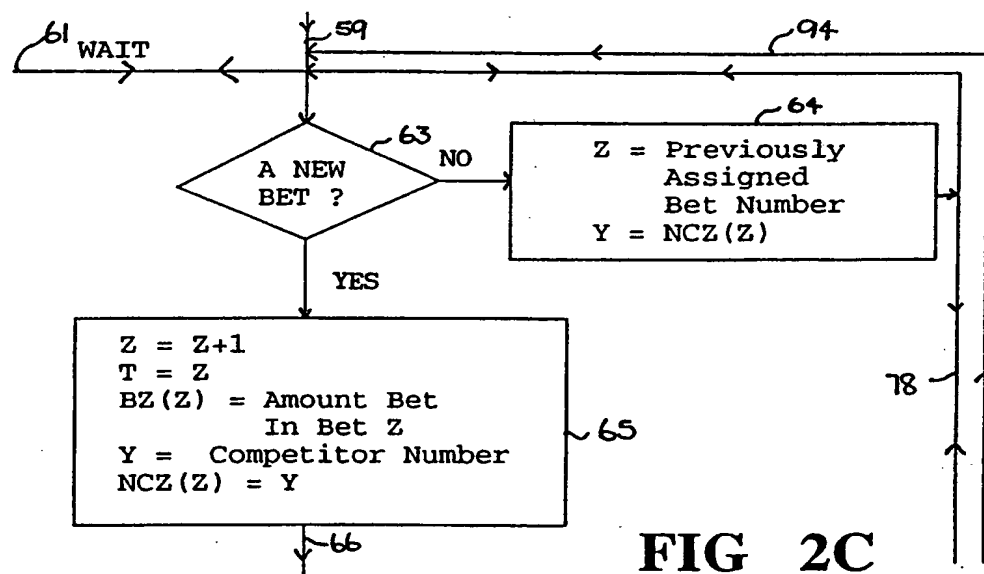 61 WAIT
59
94
63
A NEW
BET ?
NO
64
Z = Previously
Assigned
Bet Number
Y = NCZ(Z)
YES
Z = Z+1
T = Z
BZ(Z) = Amount Bet
In Bet Z
Y = Competitor Number
NCZ(Z) = Y
65
78
66
FIG 2C